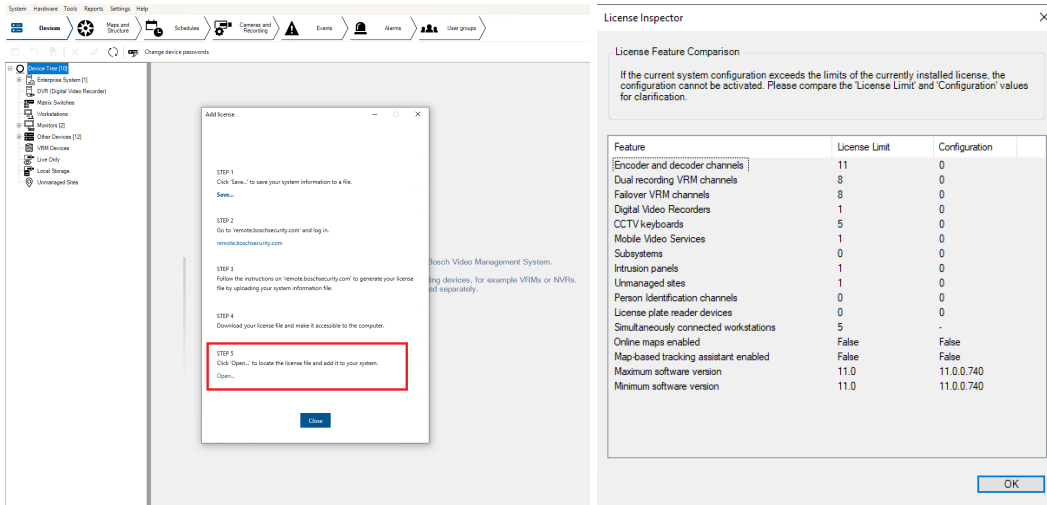 System Hardware Tools Reports Settings Help
Devices
Maps and
Structure
Schedules
Cameras and
Recording
Events
Alarms
User groups
Change device passwords
Device Tree [10]
Enterprise System [1]
DVR (Digital Video Recorder)
Matrix Switches
Workstations
Monitors [2]
Other Devices [12]
VRM Devices
Live Only
Local Storage
Unmanaged Sites
Add license
STEP 1
Click 'Save...' to save your system information to a file.
Save...
STEP 2
Go to 'remote.boschsecurity.com' and log in.
remote.boschsecurity.com
STEP 3
Follow the instructions on 'remote.boschsecurity.com' to generate your license
file by uploading your system information file.
STEP 4
Download your license file and make it accessible to the computer.
STEP 5
Click 'Open...' to locate the license file and add it to your system.
Open...
Close
Bosch Video Management System.
ing devices, for example VRMs or NVRs.
ed separately.
License Inspector
License Feature Comparison
If the current system configuration exceeds the limits of the currently installed license, the
configuration cannot be activated. Please compare the 'License Limit' and 'Configuration' values
for clarification.
Feature License Limit Configuration
Encoder and decoder channels 11 0
Dual recording VRM channels 8 0
Failover VRM channels 8 0
Digital Video Recorders 1 0
CCTV keyboards 5 0
Mobile Video Services 1 0
Subsystems 0 0
Intrusion panels 1 0
Unmanaged sites 1 0
Person Identification channels 0 0
License plate reader devices 0 0
Simultaneously connected workstations 5 -
Online maps enabled False False
Map-based tracking assistant enabled False False
Maximum software version 11.0 11.0.0.740
Minimum software version 11.0 11.0.0.740
OK